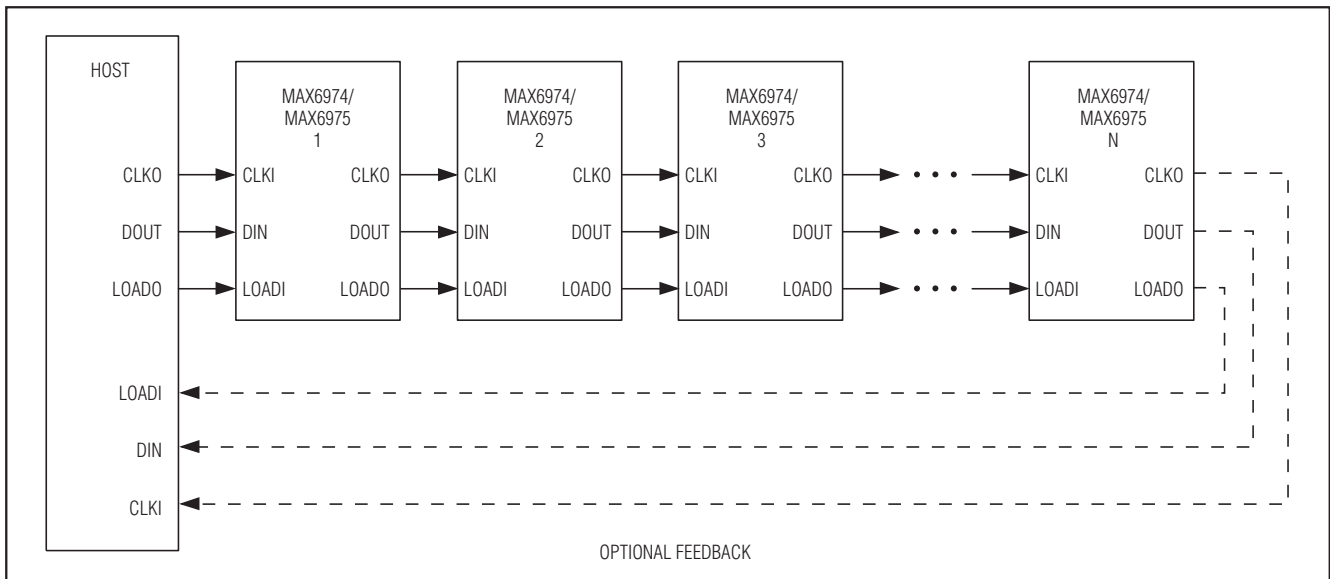 HOST
MAX6974/
MAX6975
1
MAX6974/
MAX6975
2
MAX6974/
MAX6975
3
MAX6974/
MAX6975
N
CLKO CLKI CLKO CLKI CLKO CLKI CLKO • • • CLKI CLKO
DOUT DIN DOUT DIN DOUT DIN DOUT • • • DIN DOUT
LOADO LOADI LOADO LOADI LOADO LOADI LOADO • • • LOADI LOADO
LOADI
DIN
CLKI
OPTIONAL FEEDBACK